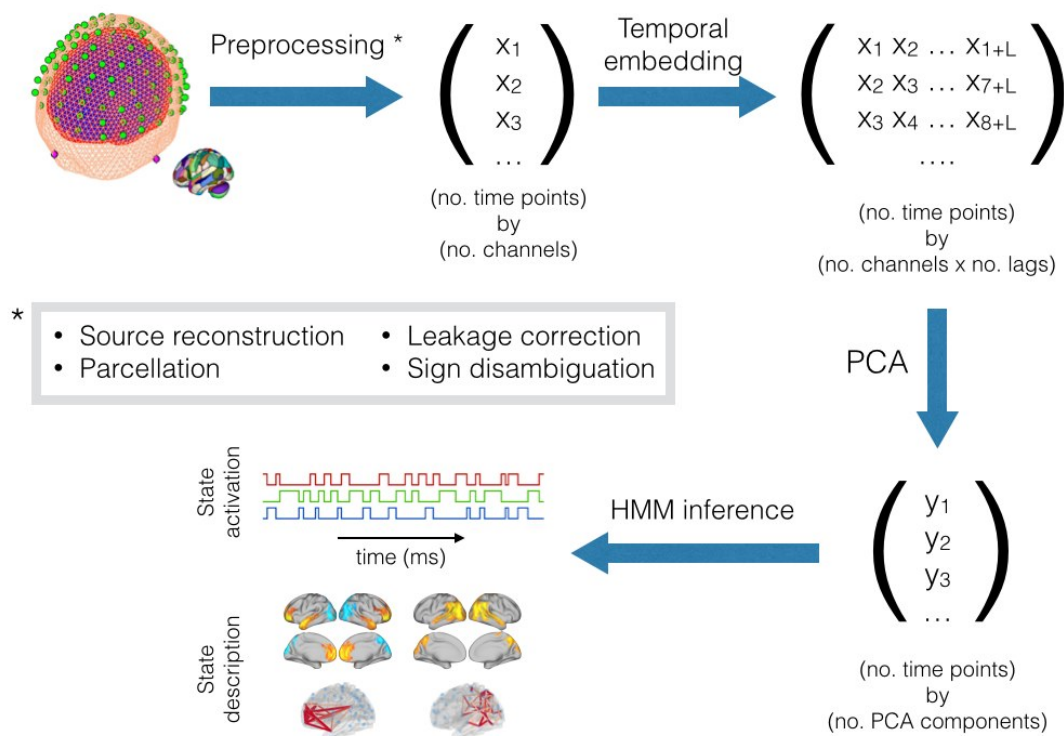 Preprocessing *
x1
x2
x3
...
(no. time points)
by
(no. channels)
Temporal
embedding
x1 x2 ... x1+L
x2 x3 ... x7+L
x3 x4 ... x8+L
....
(no. time points)
by
(no. channels x no. lags)
*
• Source reconstruction
• Parcellation
• Leakage correction
• Sign disambiguation
PCA
y1
y2
y3
...
(no. time points)
by
(no. PCA components)
HMM inference
State
activation
time (ms)
State
description